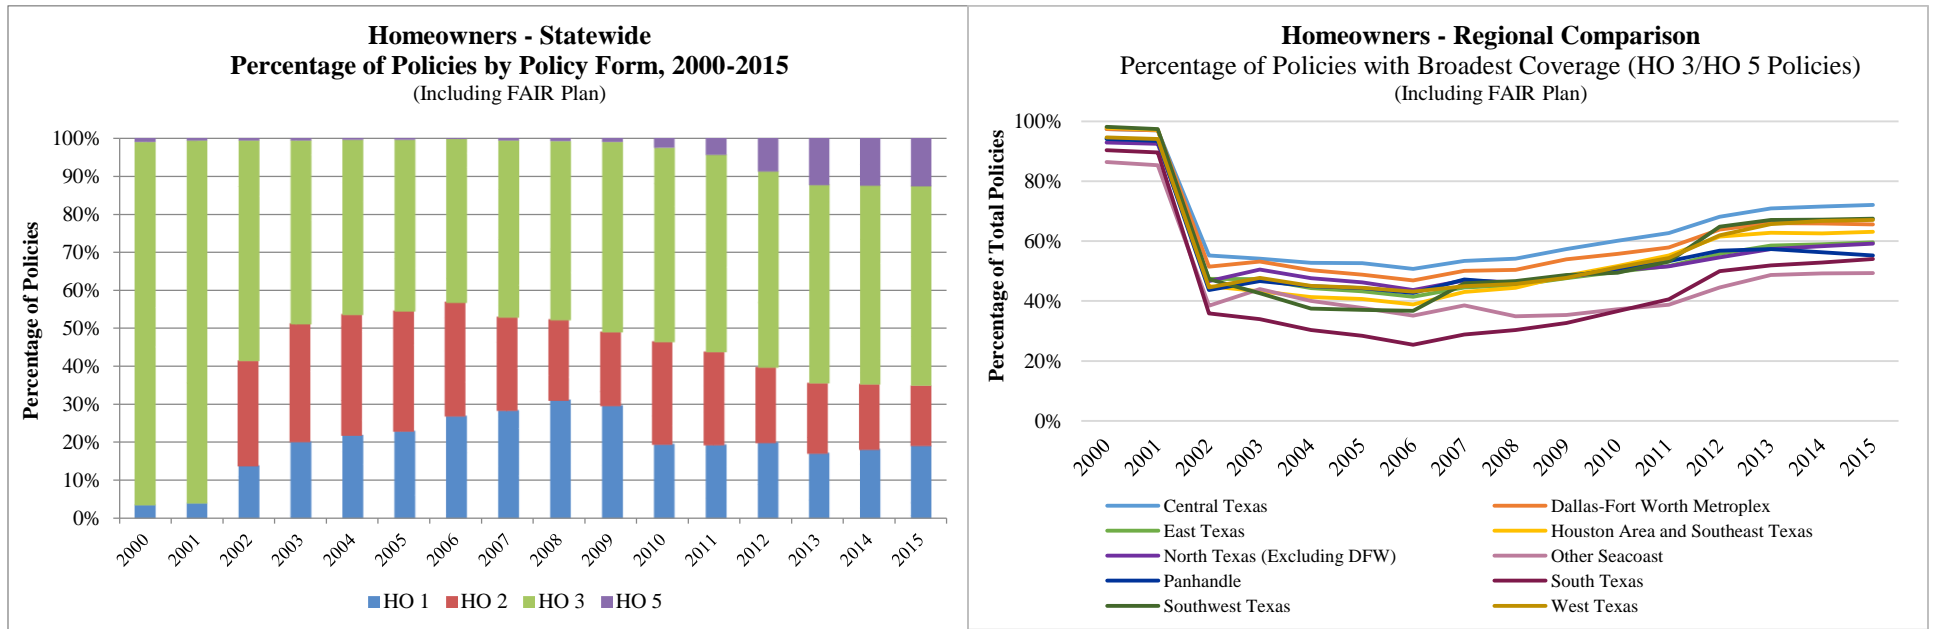 Homeowners - Statewide
Percentage of Policies by Policy Form, 2000-2015
(Including FAIR Plan)
Percentage of Policies
100%
90%
80%
70%
60%
50%
40%
30%
20%
10%
0%
2000
2001
2002
2003
2004
2005
2006
2007
2008
2009
2010
2011
2012
2013
2014
2015
HO 1 HO 2 HO 3 HO 5
Homeowners - Regional Comparison
Percentage of Policies with Broadest Coverage (HO 3/HO 5 Policies)
(Including FAIR Plan)
Percentage of Total Policies
100%
80%
60%
40%
20%
0%
2000
2001
2002
2003
2004
2005
2006
2007
2008
2009
2010
2011
2012
2013
2014
2015
Central Texas
Dallas-Fort Worth Metroplex
East Texas
Houston Area and Southeast Texas
North Texas (Excluding DFW)
Other Seacoast
Panhandle
South Texas
Southwest Texas
West Texas